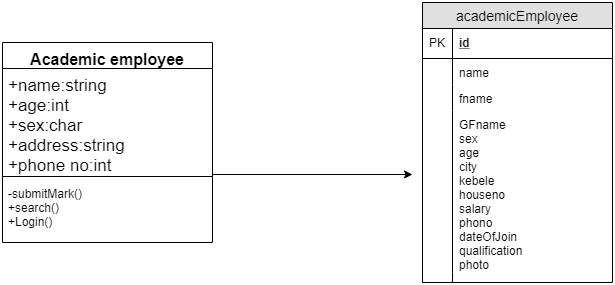 Academic employee
+name:string
+age:int
+sex:char
+address:string
+phone no:int
-submitMark()
+search()
+Login()
academicEmployee
PK id
name
fname
GFname
sex
age
city
kebele
houseno
salary
phono
dateOfJoin
qualification
photo